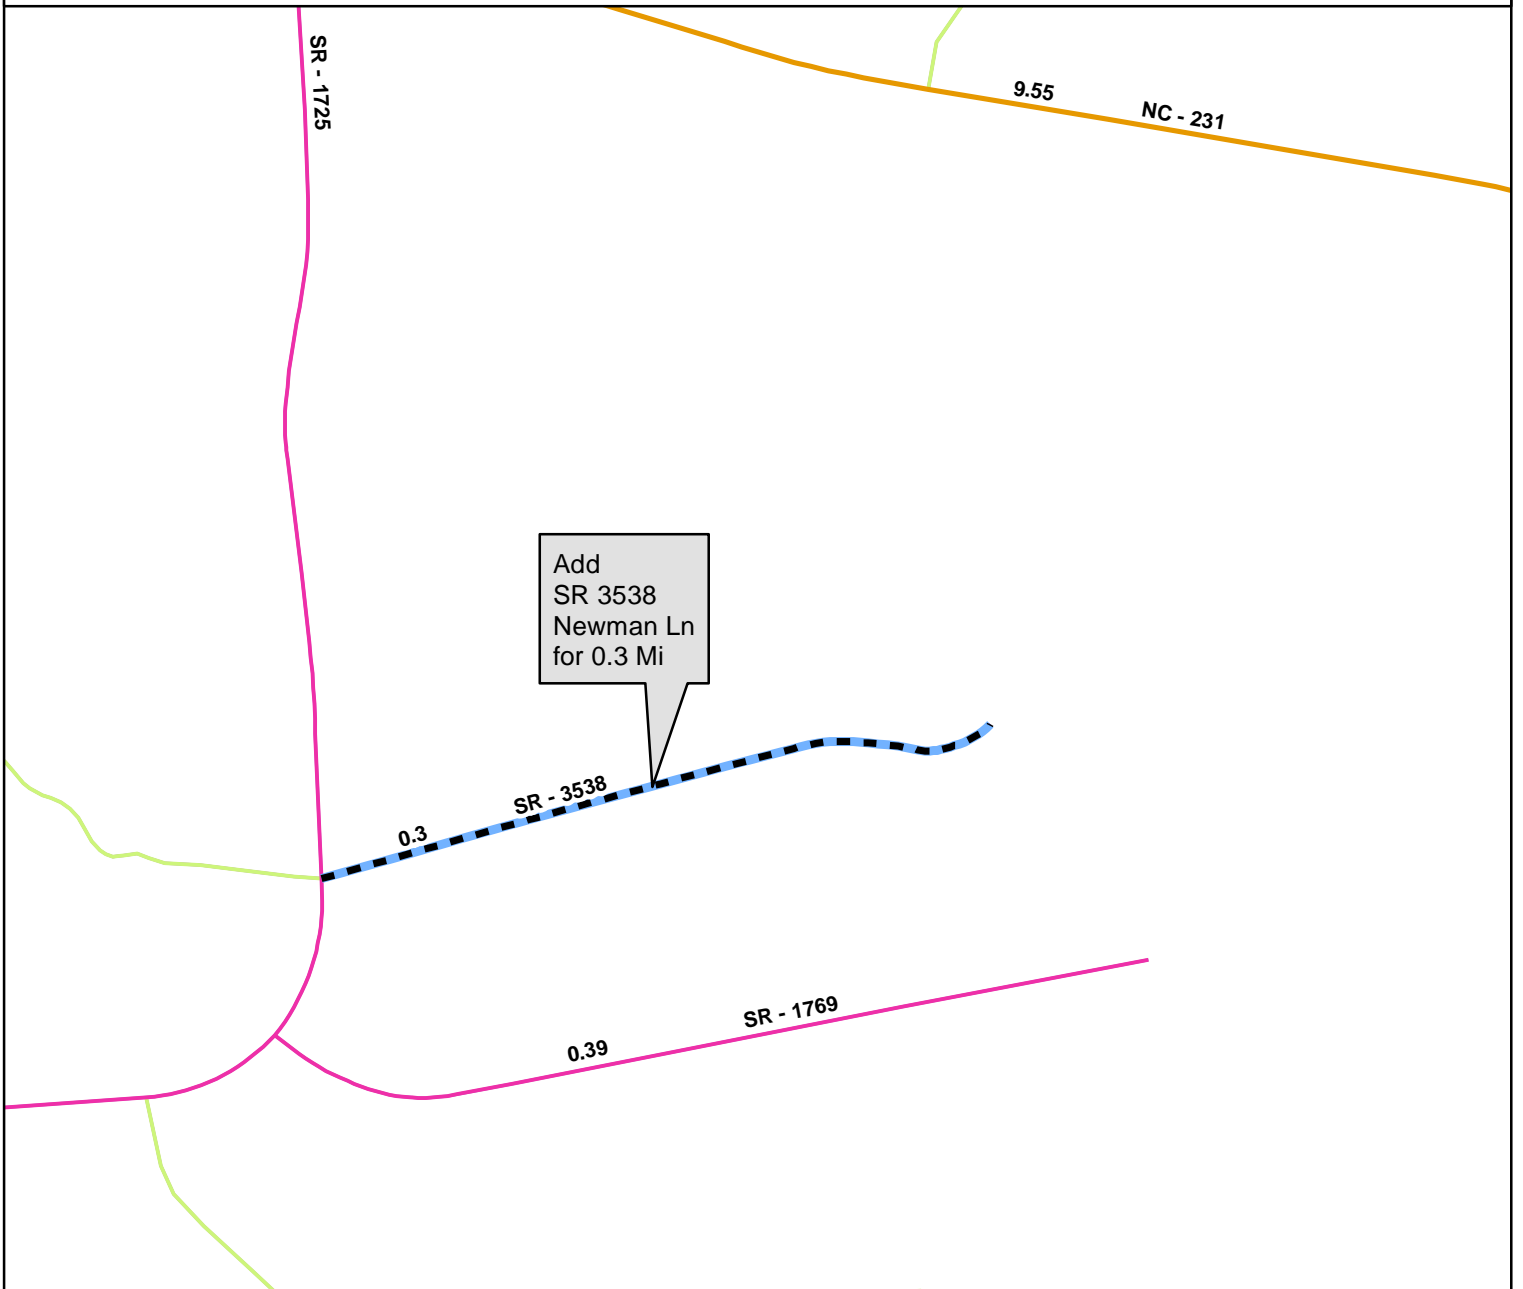 SR - 1725
9.55
NC - 231
Add
SR 3538
Newman Ln
for 0.3 Mi
SR - 3538
0.3
SR - 1769
0.39